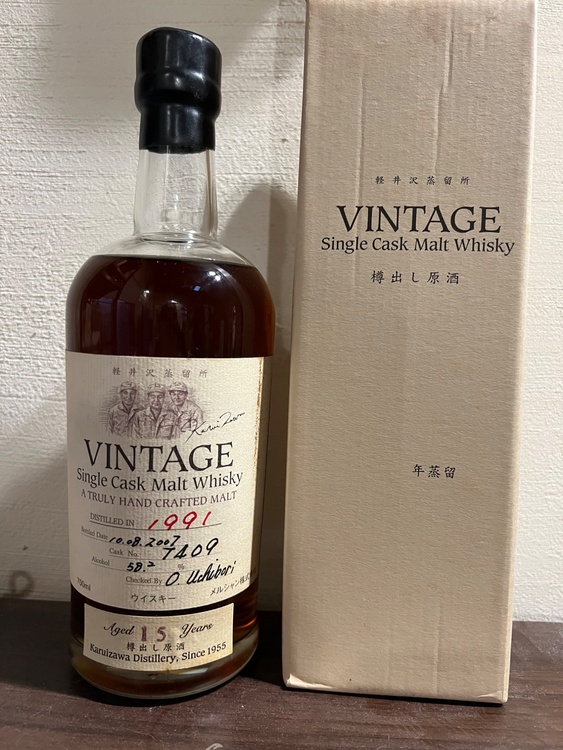 軽井沢蒸留所
VINTAGE
Single Cask Malt Whisky
A TRULY HAND CRAFTED MALT
DISTILLED IN 1991
Bottled Date 10.08.2007
Cask No. 7409
Alcohol 58.2 %
Checked By O. Uchibori
700ml
ウイスキー メルシャン株式
Aged 15 Years
樽出し原酒
Karuizawa Distillery, Since 1955
軽井沢蒸留所
VINTAGE
Single Cask Malt Whisky
樽出し原酒
年蒸留